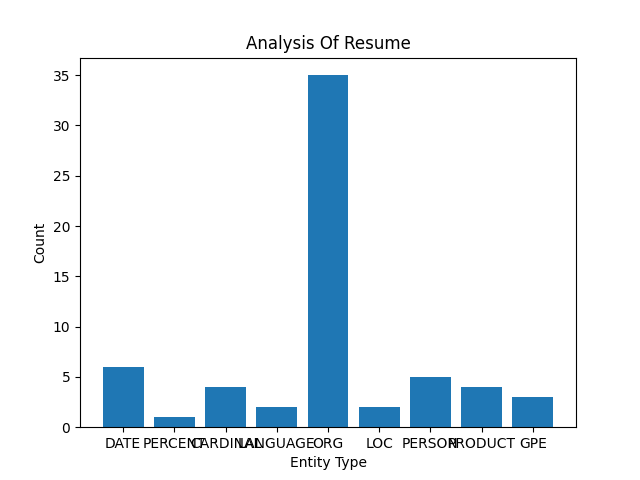 Analysis Of Resume
Count
35
30
25
20
15
10
5
0
DATE PERCENT CARDINAL LANGUAGE ORG LOC PERSON PRODUCT GPE
Entity Type